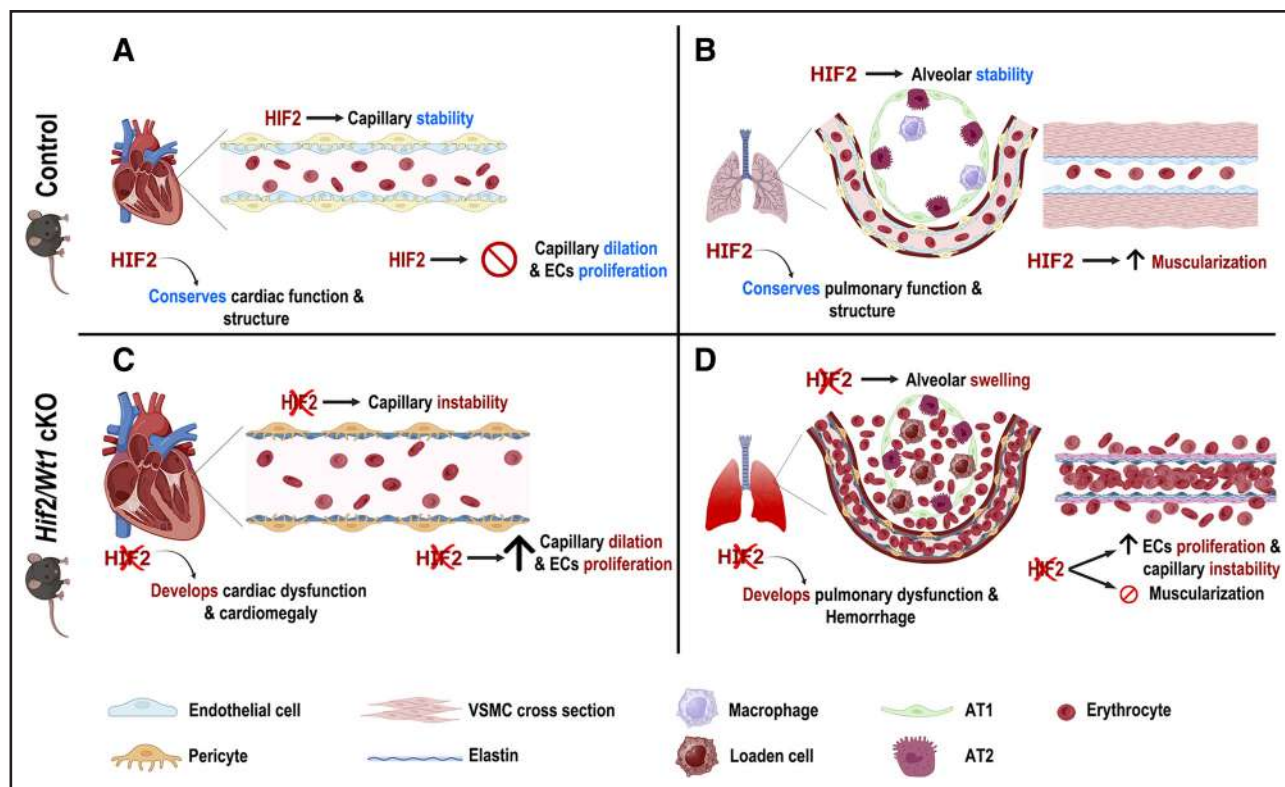 Control
A
HIF2 → Capillary stability
HIF2
Conserves cardiac function &
structure
HIF2 →
Capillary dilation
& ECs proliferation
B
HIF2 → Alveolar stability
HIF2
Conserves pulmonary function &
structure
HIF2 → ↑ Muscularization
Hif2/Wt1 cKO
C
HIF2 → Capillary instability
HIF2
Develops cardiac dysfunction
& cardiomegaly
HIF2 → ↑ Capillary dilation
& ECs proliferation
D
HIF2 → Alveolar swelling
HIF2
Develops pulmonary dysfunction &
Hemorrhage
HIF2
↑ ECs proliferation &
capillary instability
Muscularization
Endothelial cell
VSMC cross section
Macrophage
AT1
Erythrocyte
Pericyte
Elastin
Loaden cell
AT2